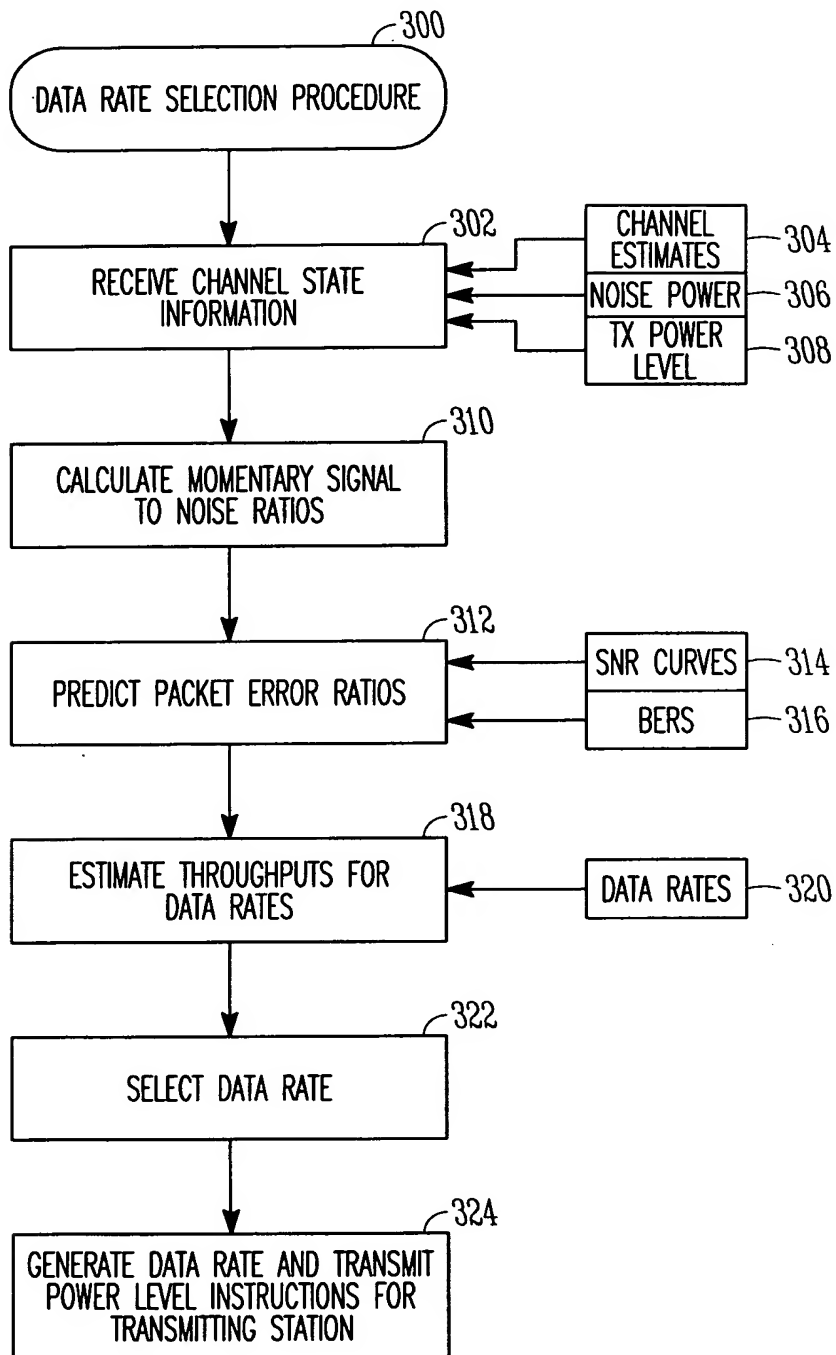 300
DATA RATE SELECTION PROCEDURE
302
RECEIVE CHANNEL STATE
INFORMATION
CHANNEL
ESTIMATES
304
NOISE POWER
306
TX POWER
LEVEL
308
310
CALCULATE MOMENTARY SIGNAL
TO NOISE RATIOS
312
PREDICT PACKET ERROR RATIOS
SNR CURVES
314
BERS
316
318
ESTIMATE THROUGHPUTS FOR
DATA RATES
DATA RATES
320
322
SELECT DATA RATE
324
GENERATE DATA RATE AND TRANSMIT
POWER LEVEL INSTRUCTIONS FOR
TRANSMITTING STATION